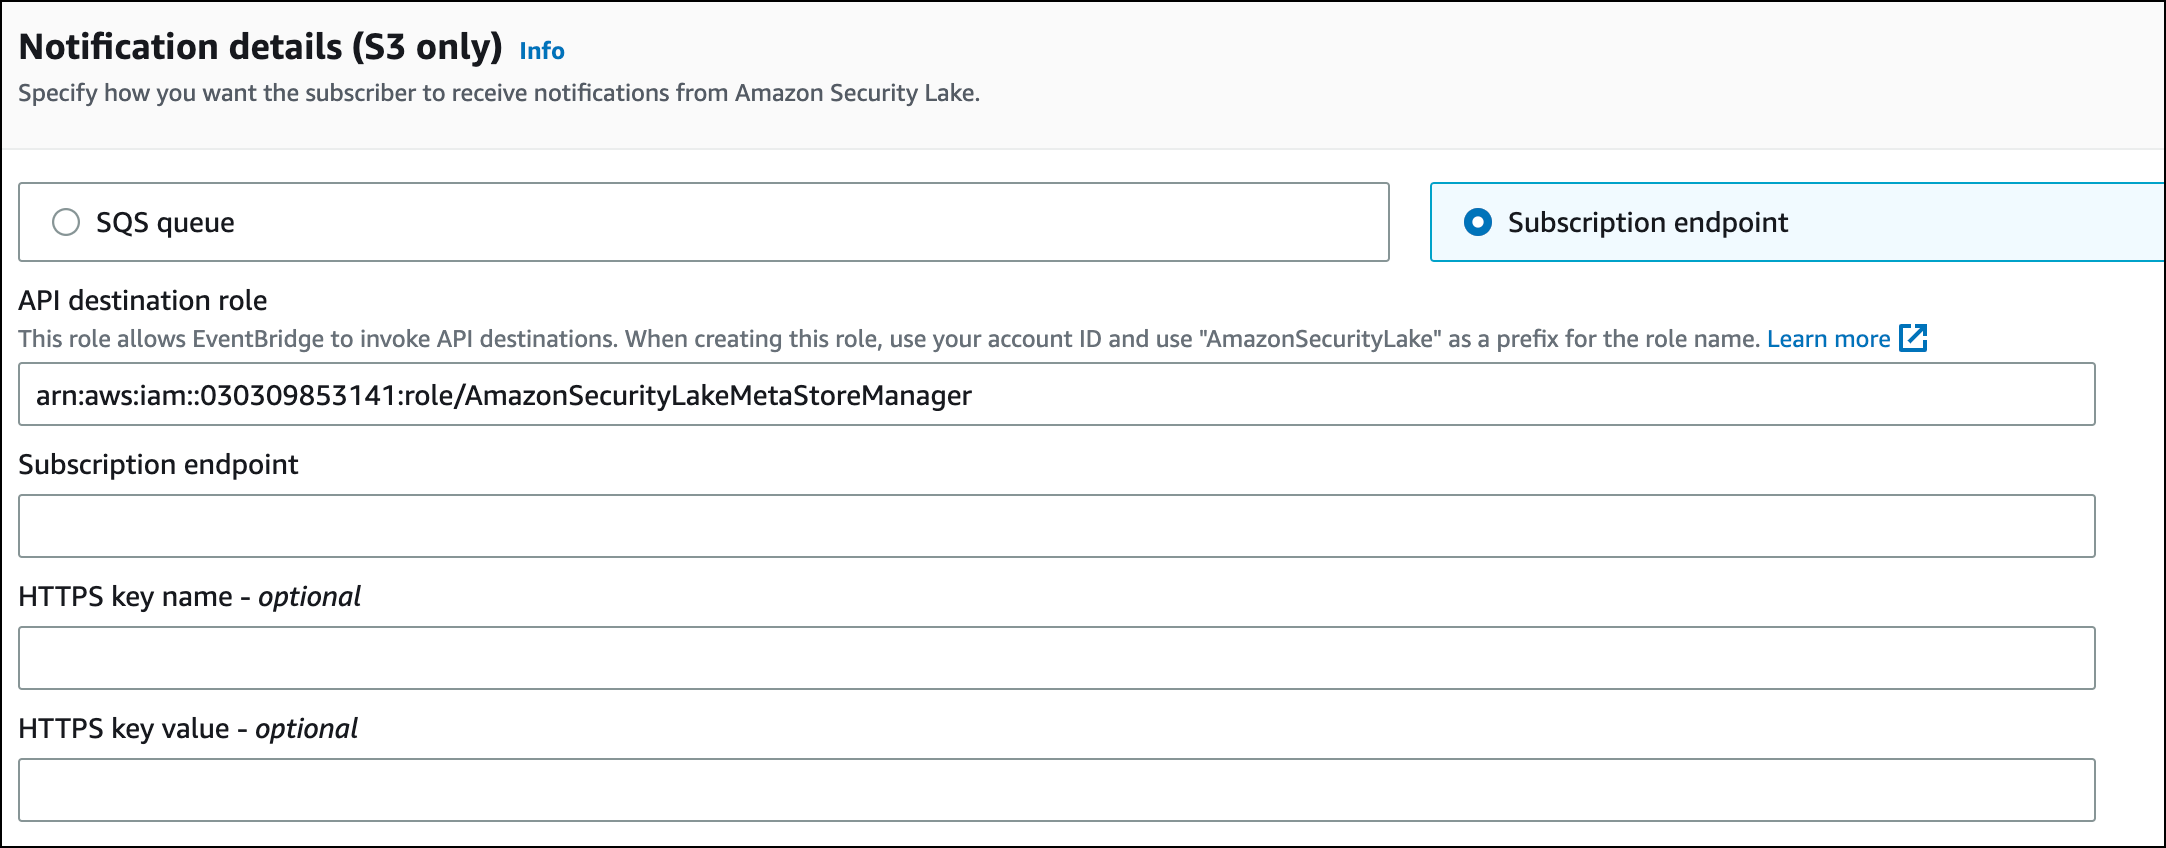 Notification details (S3 only) Info
Specify how you want the subscriber to receive notifications from Amazon Security Lake.
SQS queue
Subscription endpoint
API destination role
This role allows EventBridge to invoke API destinations. When creating this role, use your account ID and use "AmazonSecurityLake" as a prefix for the role name. Learn more
arn:aws:iam::030309853141:role/AmazonSecurityLakeMetaStoreManager
Subscription endpoint
HTTPS key name - optional
HTTPS key value - optional